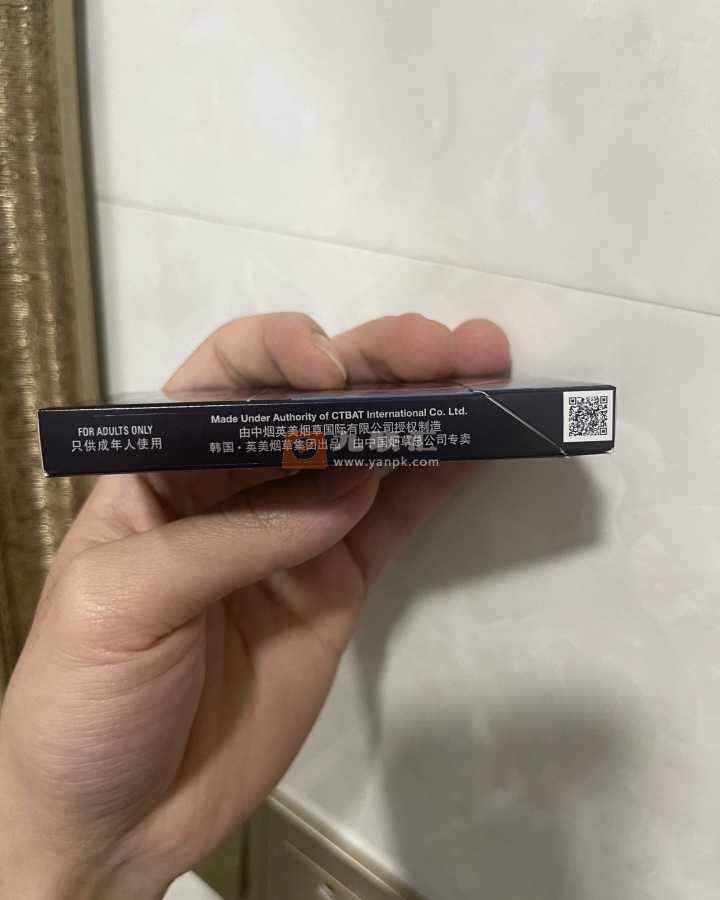 FOR ADULTS ONLY
只供成年人使用
Made Under Authority of CTBAT International Co. Ltd.
由中烟英美烟草国际有限公司授权制造
韩国·英美烟草集团出品 由中国烟草总公司专卖
www.yanpk.com